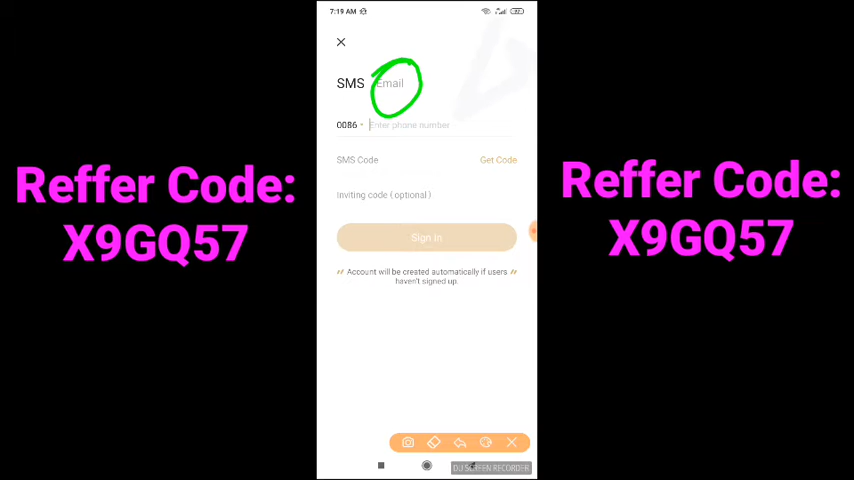 7:19 AM
97
SMS Email
0086 Enter phone number
SMS Code Get Code
Inviting code (optional)
Sign In
Account will be created automatically if users
haven't signed up.
Reffer Code:
X9GQ57
Reffer Code:
X9GQ57
DU SCREEN RECORDER